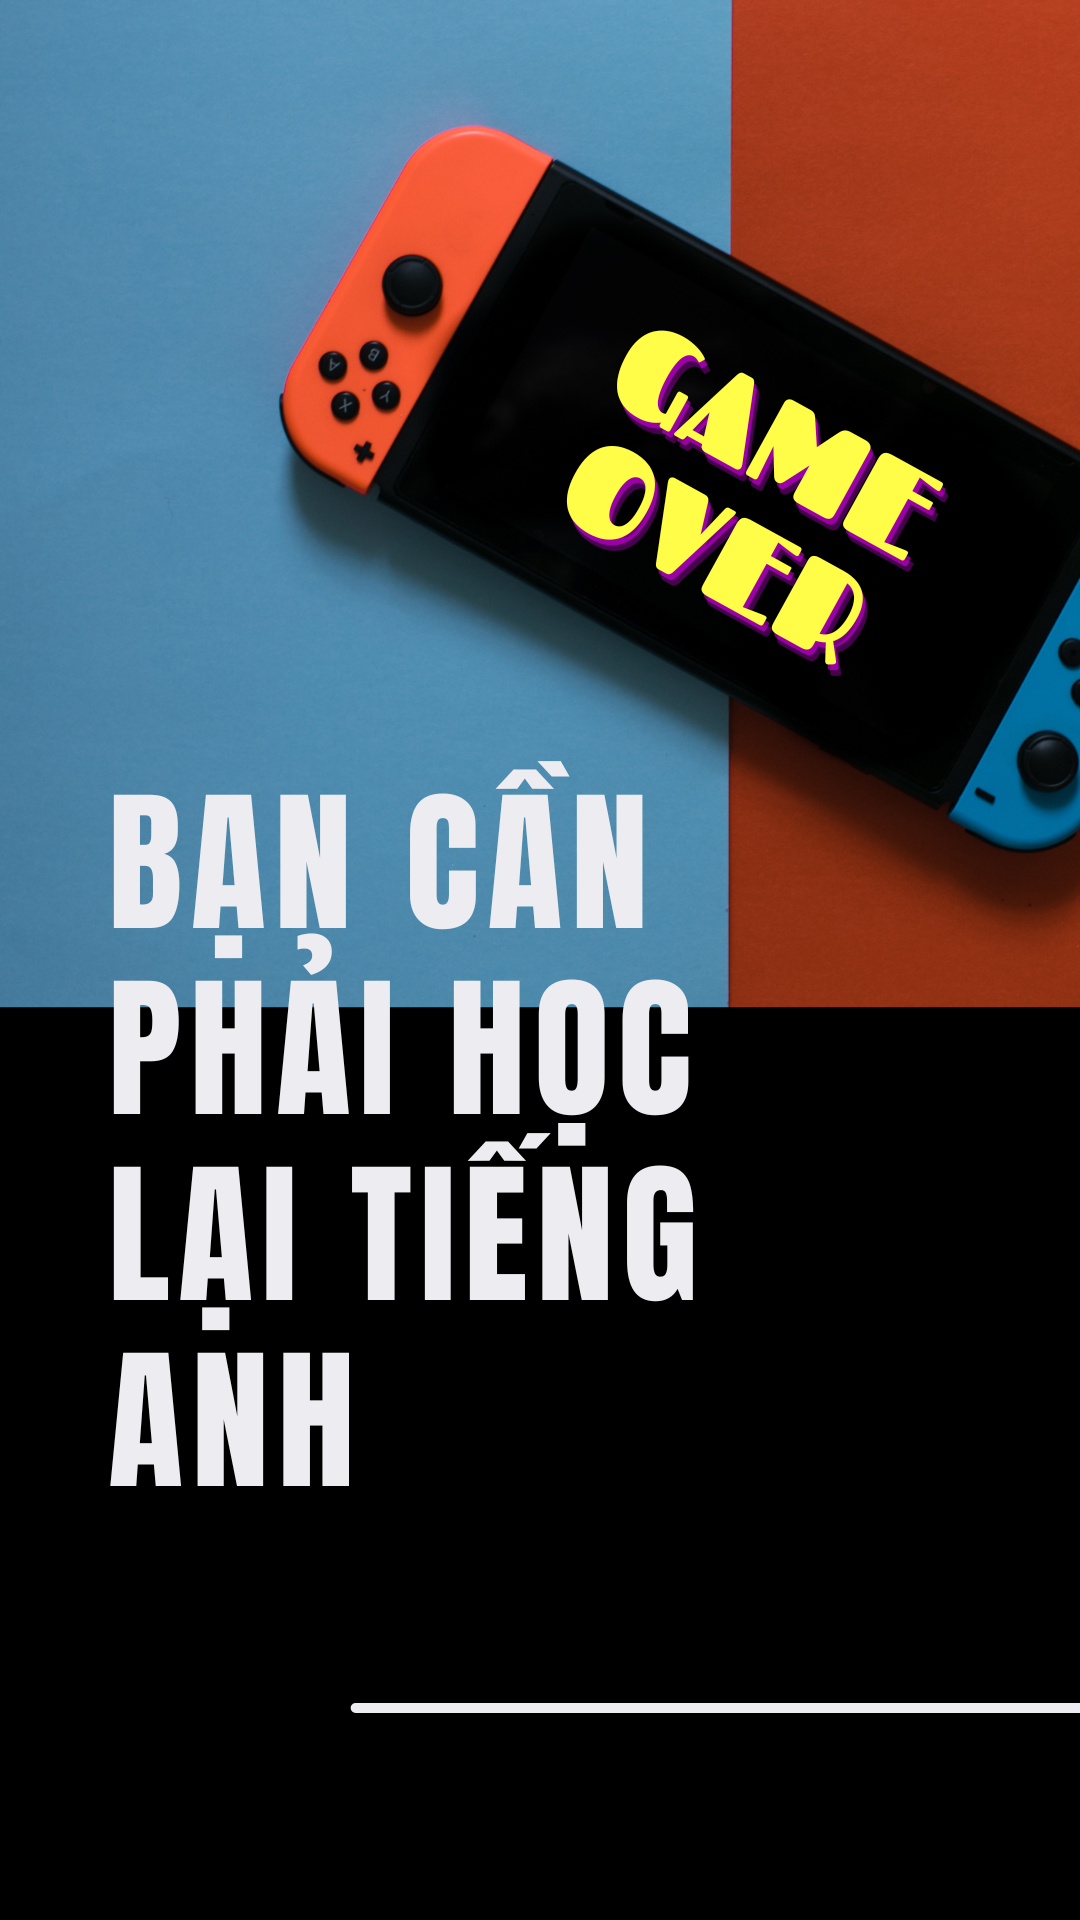 GAME
OVER
BẠN CẦN
PHẢI HỌC
LẠI TIẾNG
ANH
A
B
X
Y